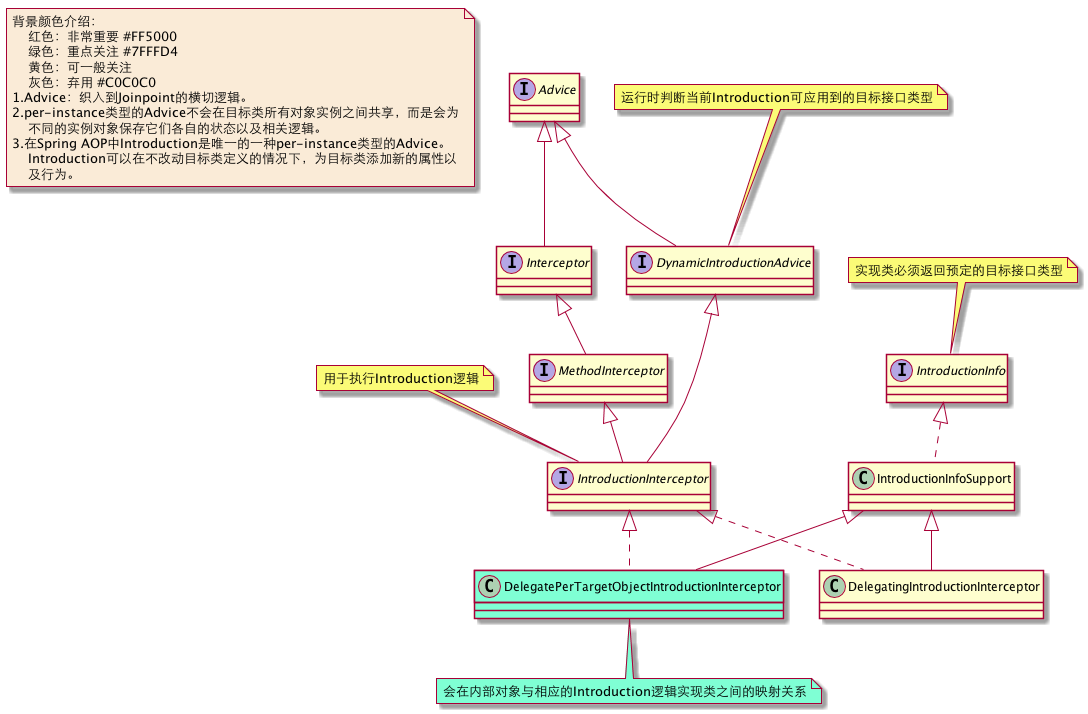 背景颜色介绍：
红色：非常重要 #FF5000
绿色：重点关注 #7FFFD4
黄色：可一般关注
灰色：弃用 #C0C0C0
1.Advice：织入到Joinpoint的横切逻辑。
2.per-instance类型的Advice不会在目标类所有对象实例之间共享，而是会为
不同的实例对象保存它们各自的状态以及相关逻辑。
3.在Spring AOP中Introduction是唯一的一种per-instance类型的Advice。
Introduction可以在不改动目标类定义的情况下，为目标类添加新的属性以
及行为。
I Advice
运行时判断当前Introduction可应用到的目标接口类型
I Interceptor
I DynamicIntroductionAdvice
实现类必须返回预定的目标接口类型
I MethodInterceptor
I IntroductionInfo
用于执行Introduction逻辑
I IntroductionInterceptor
C IntroductionInfoSupport
C DelegatePerTargetObjectIntroductionInterceptor
C DelegatingIntroductionInterceptor
会在内部对象与相应的Introduction逻辑实现类之间的映射关系